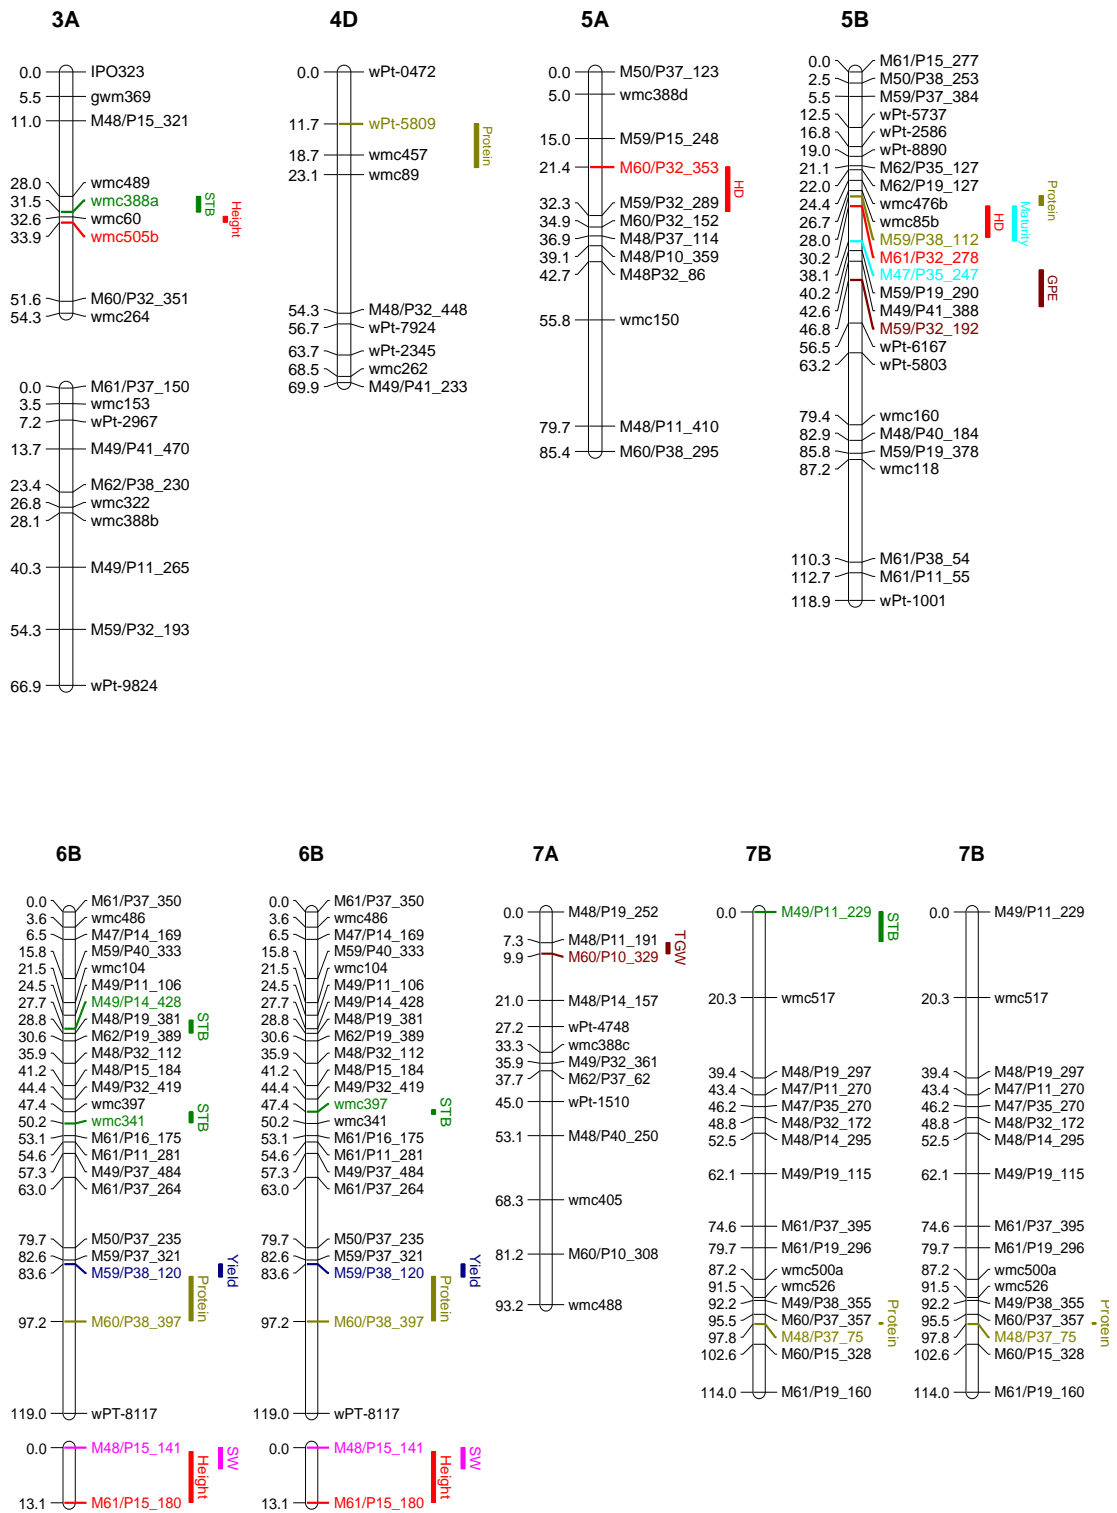 3A
0.0 IPO323
5.5 gwm369
11.0 M48/P15_321
28.0 wmc489
31.5 wmc388a
32.6 wmc60
33.9 wmc505b
51.6 M60/P32_351
54.3 wmc264
STB
Height
0.0 M61/P37_150
3.5 wmc153
7.2 wPt-2967
13.7 M49/P41_470
23.4 M62/P38_230
26.8 wmc322
28.1 wmc388b
40.3 M49/P11_265
54.3 M59/P32_193
66.9 wPt-9824
4D
0.0 wPt-0472
11.7 wPt-5809
18.7 wmc457
23.1 wmc89
54.3 M48/P32_448
56.7 wPt-7924
63.7 wPt-2345
68.5 wmc262
69.9 M49/P41_233
Protein
5A
0.0 M50/P37_123
5.0 wmc388d
15.0 M59/P15_248
21.4 M60/P32_353
32.3 M59/P32_289
34.9 M60/P32_152
36.9 M48/P37_114
39.1 M48/P10_359
42.7 M48P32_86
55.8 wmc150
79.7 M48/P11_410
85.4 M60/P38_295
HD
5B
0.0 M61/P15_277
2.5 M50/P38_253
5.5 M59/P37_384
12.5 wPt-5737
16.8 wPt-2586
19.0 wPt-8890
21.1 M62/P35_127
22.0 M62/P19_127
24.4 wmc476b
26.7 wmc85b
28.0 M59/P38_112
30.2 M61/P32_278
38.1 M47/P35_247
40.2 M59/P19_290
42.6 M49/P41_388
46.8 M59/P32_192
56.5 wPt-6167
63.2 wPt-5803
79.4 wmc160
82.9 M48/P40_184
85.8 M59/P19_378
87.2 wmc118
110.3 M61/P38_54
112.7 M61/P11_55
118.9 wPt-1001
HD
Maturity
Protein
GPE
6B
0.0 M61/P37_350
3.6 wmc486
6.5 M47/P14_169
15.8 M59/P40_333
21.5 wmc104
24.5 M49/P11_106
27.7 M49/P14_428
28.8 M48/P19_381
30.6 M62/P19_389
35.9 M48/P32_112
41.2 M48/P15_184
44.4 M49/P32_419
47.4 wmc397
50.2 wmc341
53.1 M61/P16_175
54.6 M61/P11_281
57.3 M49/P37_484
63.0 M61/P37_264
79.7 M50/P37_235
82.6 M59/P37_321
83.6 M59/P38_120
97.2 M60/P38_397
119.0 wPT-8117
STB
STB
Yield
Protein
0.0 M48/P15_141
13.1 M61/P15_180
Height
SW
6B
0.0 M61/P37_350
3.6 wmc486
6.5 M47/P14_169
15.8 M59/P40_333
21.5 wmc104
24.5 M49/P11_106
27.7 M49/P14_428
28.8 M48/P19_381
30.6 M62/P19_389
35.9 M48/P32_112
41.2 M48/P15_184
44.4 M49/P32_419
47.4 wmc397
50.2 wmc341
53.1 M61/P16_175
54.6 M61/P11_281
57.3 M49/P37_484
63.0 M61/P37_264
79.7 M50/P37_235
82.6 M59/P37_321
83.6 M59/P38_120
97.2 M60/P38_397
119.0 wPT-8117
STB
Yield
Protein
0.0 M48/P15_141
13.1 M61/P15_180
Height
SW
7A
0.0 M48/P19_252
7.3 M48/P11_191
9.9 M60/P10_329
21.0 M48/P14_157
27.2 wPt-4748
33.3 wmc388c
35.9 M49/P32_361
37.7 M62/P37_62
45.0 wPt-1510
53.1 M48/P40_250
68.3 wmc405
81.2 M60/P10_308
93.2 wmc488
TGW
7B
0.0 M49/P11_229
20.3 wmc517
39.4 M48/P19_297
43.4 M47/P11_270
46.2 M47/P35_270
48.8 M48/P32_172
52.5 M48/P14_295
62.1 M49/P19_115
74.6 M61/P37_395
79.7 M61/P19_296
87.2 wmc500a
91.5 wmc526
92.2 M49/P38_355
95.5 M60/P37_357
97.8 M48/P37_75
102.6 M60/P15_328
114.0 M61/P19_160
STB
Protein
7B
0.0 M49/P11_229
20.3 wmc517
39.4 M48/P19_297
43.4 M47/P11_270
46.2 M47/P35_270
48.8 M48/P32_172
52.5 M48/P14_295
62.1 M49/P19_115
74.6 M61/P37_395
79.7 M61/P19_296
87.2 wmc500a
91.5 wmc526
92.2 M49/P38_355
95.5 M60/P37_357
97.8 M48/P37_75
102.6 M60/P15_328
114.0 M61/P19_160
Protein